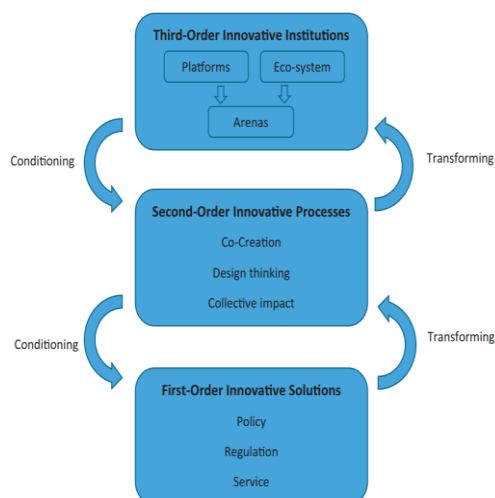 Third-Order Innovative Institutions
Platforms
Eco-system
Arenas
Conditioning
Transforming
Second-Order Innovative Processes
Co-Creation
Design thinking
Collective impact
Conditioning
Transforming
First-Order Innovative Solutions
Policy
Regulation
Service